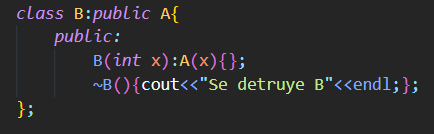 class B:public A{
public:
B(int x):A(x){};
~B(){cout<<"Se detruye B"<<endl;};
};